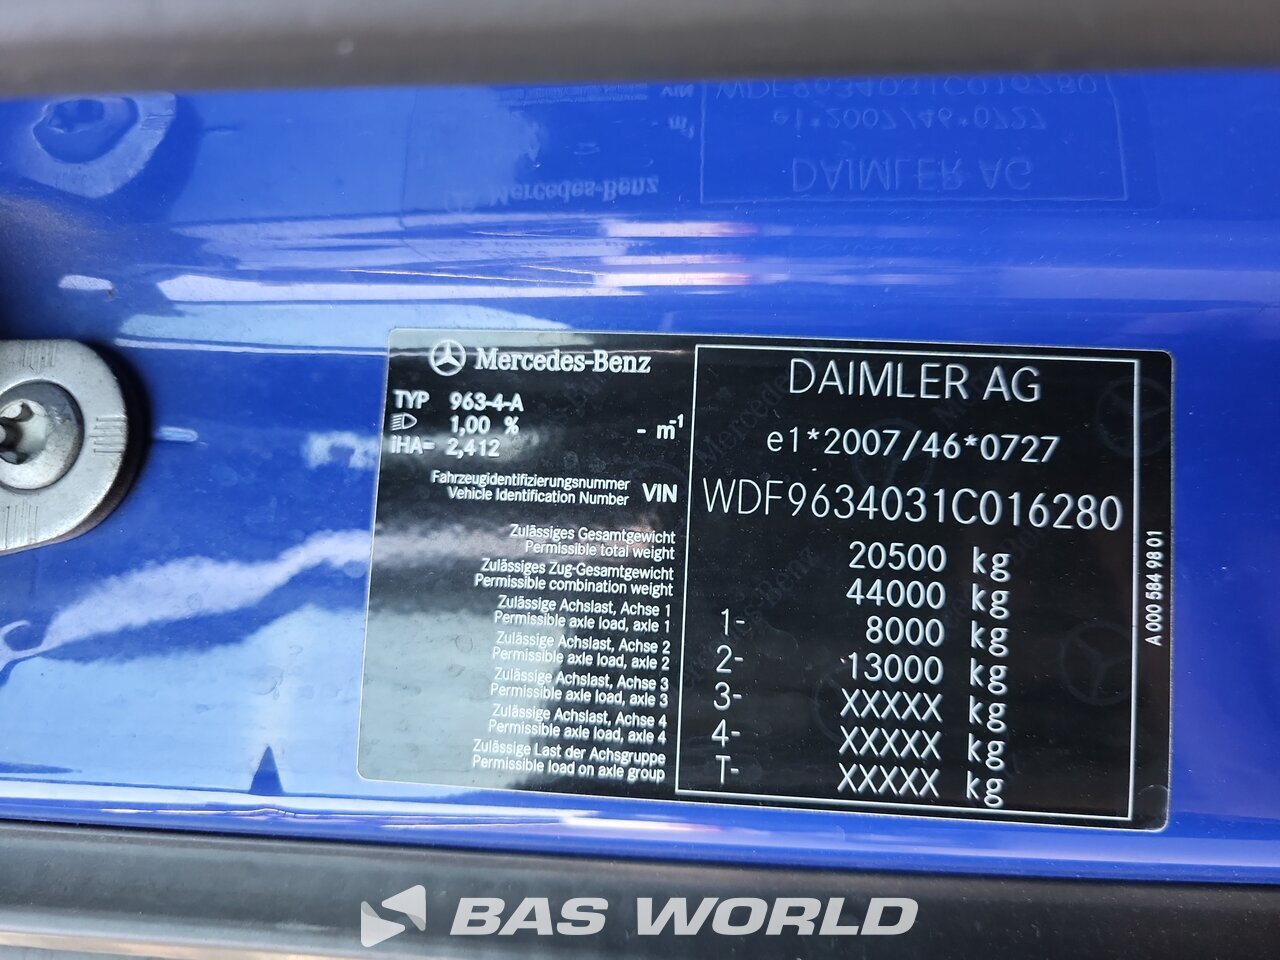 Mercedes-Benz
TYP 963-4-A
1,00 % - m⁻¹
iHA= 2,412
DAIMLER AG
e1*2007/46*0727
Fahrzeugidentifizierungsnummer
Vehicle Identification Number VIN WDF9634031C016280
Zulässiges Gesamtgewicht
Permissible total weight 20500 kg
Zulässiges Zug-Gesamtgewicht
Permissible combination weight 44000 kg
Zulässige Achslast, Achse 1
Permissible axle load, axle 1 1- 8000 kg
Zulässige Achslast, Achse 2
Permissible axle load, axle 2 2- 13000 kg
Zulässige Achslast, Achse 3
Permissible axle load, axle 3 3- XXXXX kg
Zulässige Achslast, Achse 4
Permissible axle load, axle 4 4- XXXXX kg
Zulässige Last der Achsgruppe
Permissible load on axle group T- XXXXX kg
A 000 584 98 01
BAS WORLD